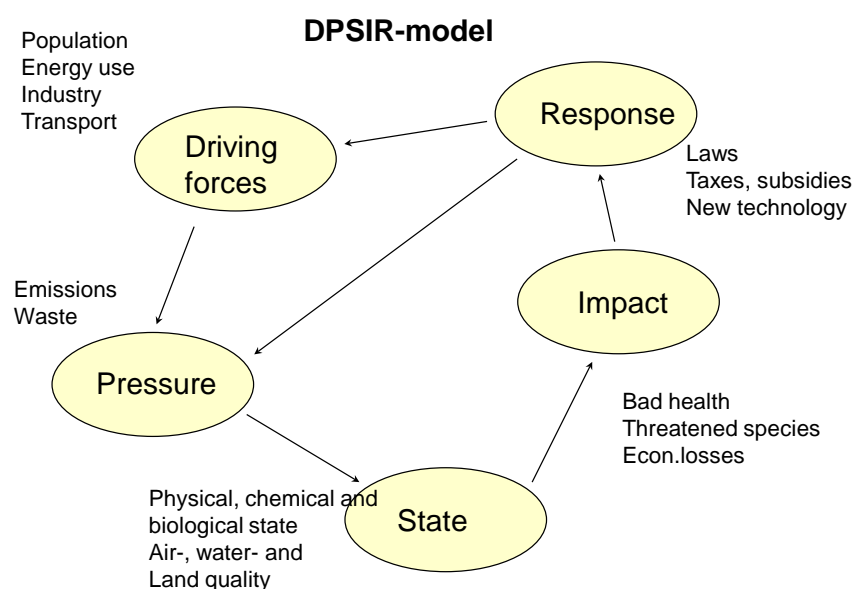 DPSIR-model
Population
Energy use
Industry
Transport
Driving
forces
Response
Laws
Taxes, subsidies
New technology
Emissions
Waste
Impact
Pressure
Bad health
Threatened species
Econ.losses
Physical, chemical and
biological state
Air-, water- and
Land quality
State